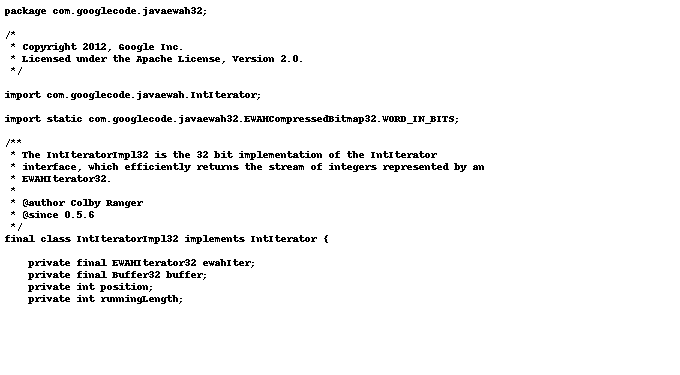 package com.googlecode.javaewah32;

/*
 * Copyright 2012, Google Inc.
 * Licensed under the Apache License, Version 2.0.
 */

import com.googlecode.javaewah.IntIterator;

import static com.googlecode.javaewah32.EWAHCompressedBitmap32.WORD_IN_BITS;

/**
 * The IntIteratorImpl32 is the 32 bit implementation of the IntIterator
 * interface, which efficiently returns the stream of integers represented by an
 * EWAHIterator32.
 *
 * @author Colby Ranger
 * @since 0.5.6
 */
final class IntIteratorImpl32 implements IntIterator {

    private final EWAHIterator32 ewahIter;
    private final Buffer32 buffer;
    private int position;
    private int runningLength;